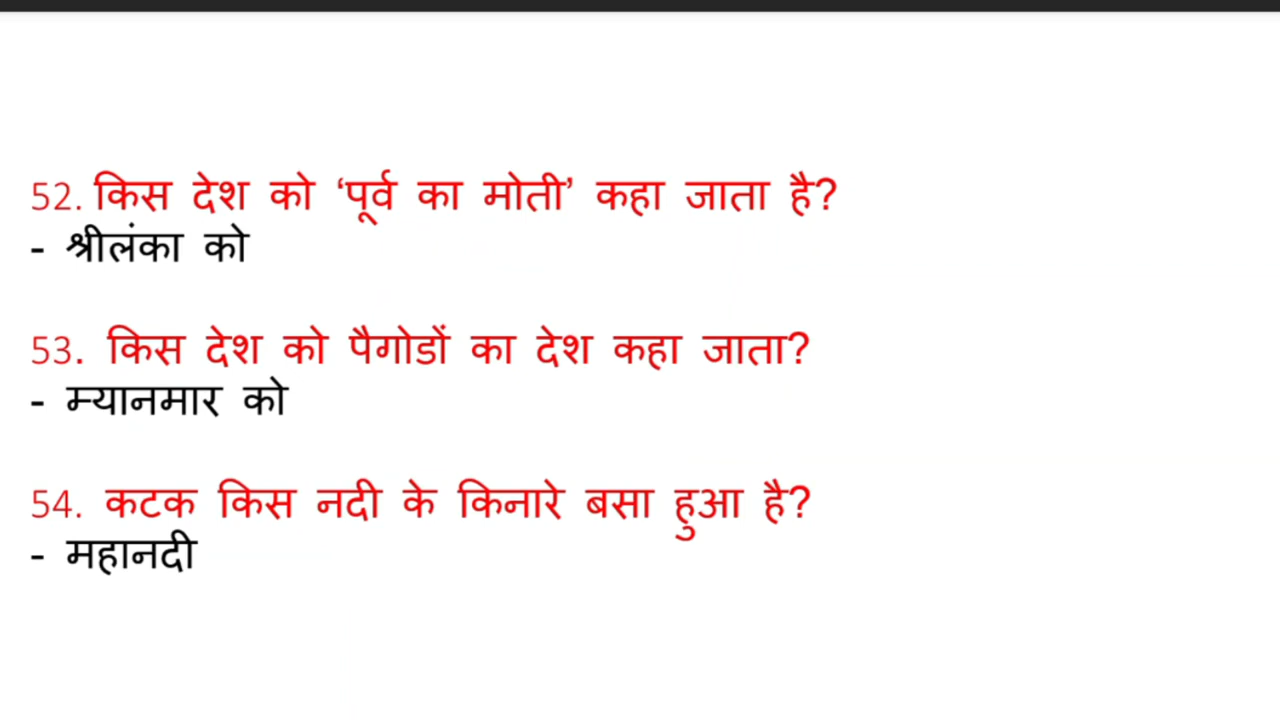 52. किस देश को ‘पूर्व का मोती’ कहा जाता है?
- श्रीलंका को
53. किस देश को पैगोडों का देश कहा जाता?
- म्यानमार को
54. कटक किस नदी के किनारे बसा हुआ है?
- महानदी